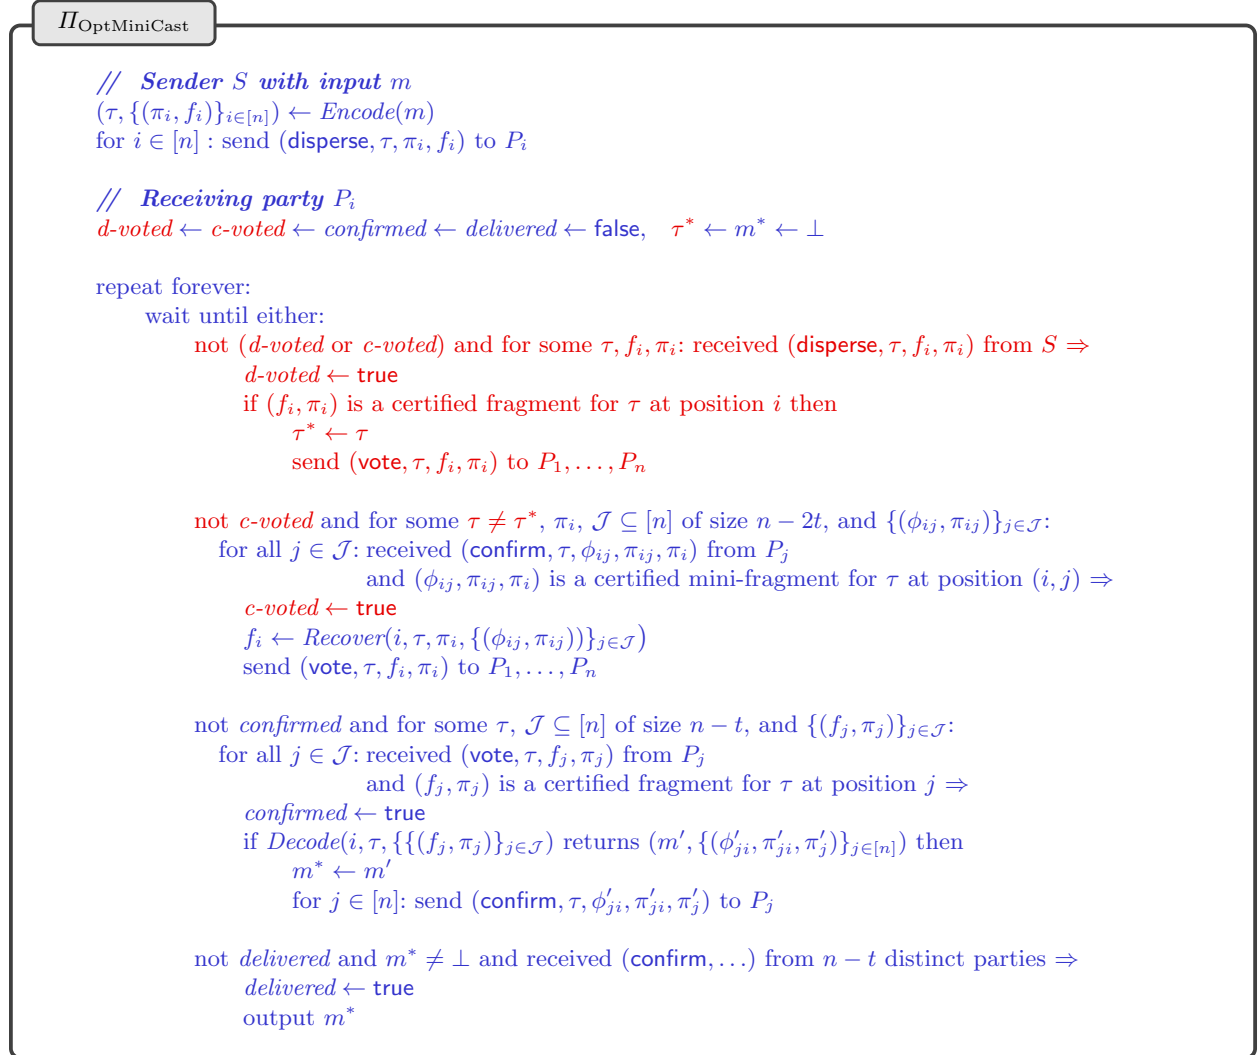 Π_OptMiniCast
// Sender S with input m
(τ, {(π_i, f_i)}_{i∈[n]}) ← Encode(m)
for i ∈ [n] : send (disperse, τ, π_i, f_i) to P_i
// Receiving party P_i
d-voted ← c-voted ← confirmed ← delivered ← false, τ* ← m* ← ⊥
repeat forever:
wait until either:
not (d-voted or c-voted) and for some τ, f_i, π_i: received (disperse, τ, f_i, π_i) from S ⇒
d-voted ← true
if (f_i, π_i) is a certified fragment for τ at position i then
τ* ← τ
send (vote, τ, f_i, π_i) to P_1, . . . , P_n
not c-voted and for some τ ≠ τ*, π_i, 𝒥 ⊆ [n] of size n − 2t, and {(ϕ_ij, π_ij)}_{j∈𝒥}:
for all j ∈ 𝒥: received (confirm, τ, ϕ_ij, π_ij, π_i) from P_j
and (ϕ_ij, π_ij, π_i) is a certified mini-fragment for τ at position (i, j) ⇒
c-voted ← true
f_i ← Recover(i, τ, π_i, {(ϕ_ij, π_ij))}_{j∈𝒥})
send (vote, τ, f_i, π_i) to P_1, . . . , P_n
not confirmed and for some τ, 𝒥 ⊆ [n] of size n − t, and {(f_j, π_j)}_{j∈𝒥}:
for all j ∈ 𝒥: received (vote, τ, f_j, π_j) from P_j
and (f_j, π_j) is a certified fragment for τ at position j ⇒
confirmed ← true
if Decode(i, τ, {{(f_j, π_j)}_{j∈𝒥}) returns (m′, {(ϕ′_ji, π′_ji, π′_j)}_{j∈[n]}) then
m* ← m′
for j ∈ [n]: send (confirm, τ, ϕ′_ji, π′_ji, π′_j) to P_j
not delivered and m* ≠ ⊥ and received (confirm, . . .) from n − t distinct parties ⇒
delivered ← true
output m*